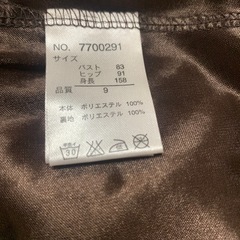 NO. 7700291
サイズ
バスト 83
ヒップ 91
身長 158
品質 9
本体 ポリエステル 100%
裏地 ポリエステル 100%
30